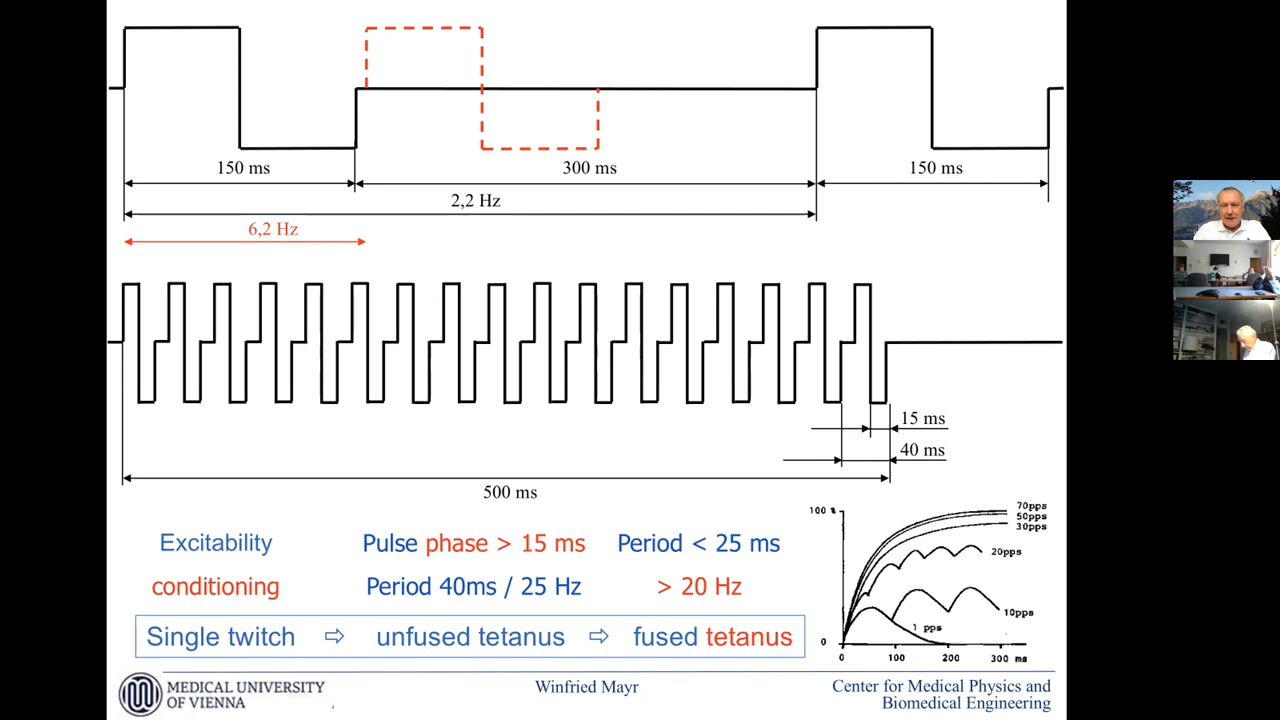 150 ms
300 ms
150 ms
2,2 Hz
6,2 Hz
15 ms
40 ms
500 ms
Excitability
conditioning
Pulse phase > 15 ms
Period < 25 ms
Period 40ms / 25 Hz
> 20 Hz
Single twitch ⇨ unfused tetanus ⇨ fused tetanus
100 %
70pps
50pps
30pps
20pps
10pps
1 pps
0
0 100 200 300 ms
MEDICAL UNIVERSITY
OF VIENNA
Winfried Mayr
Center for Medical Physics and
Biomedical Engineering